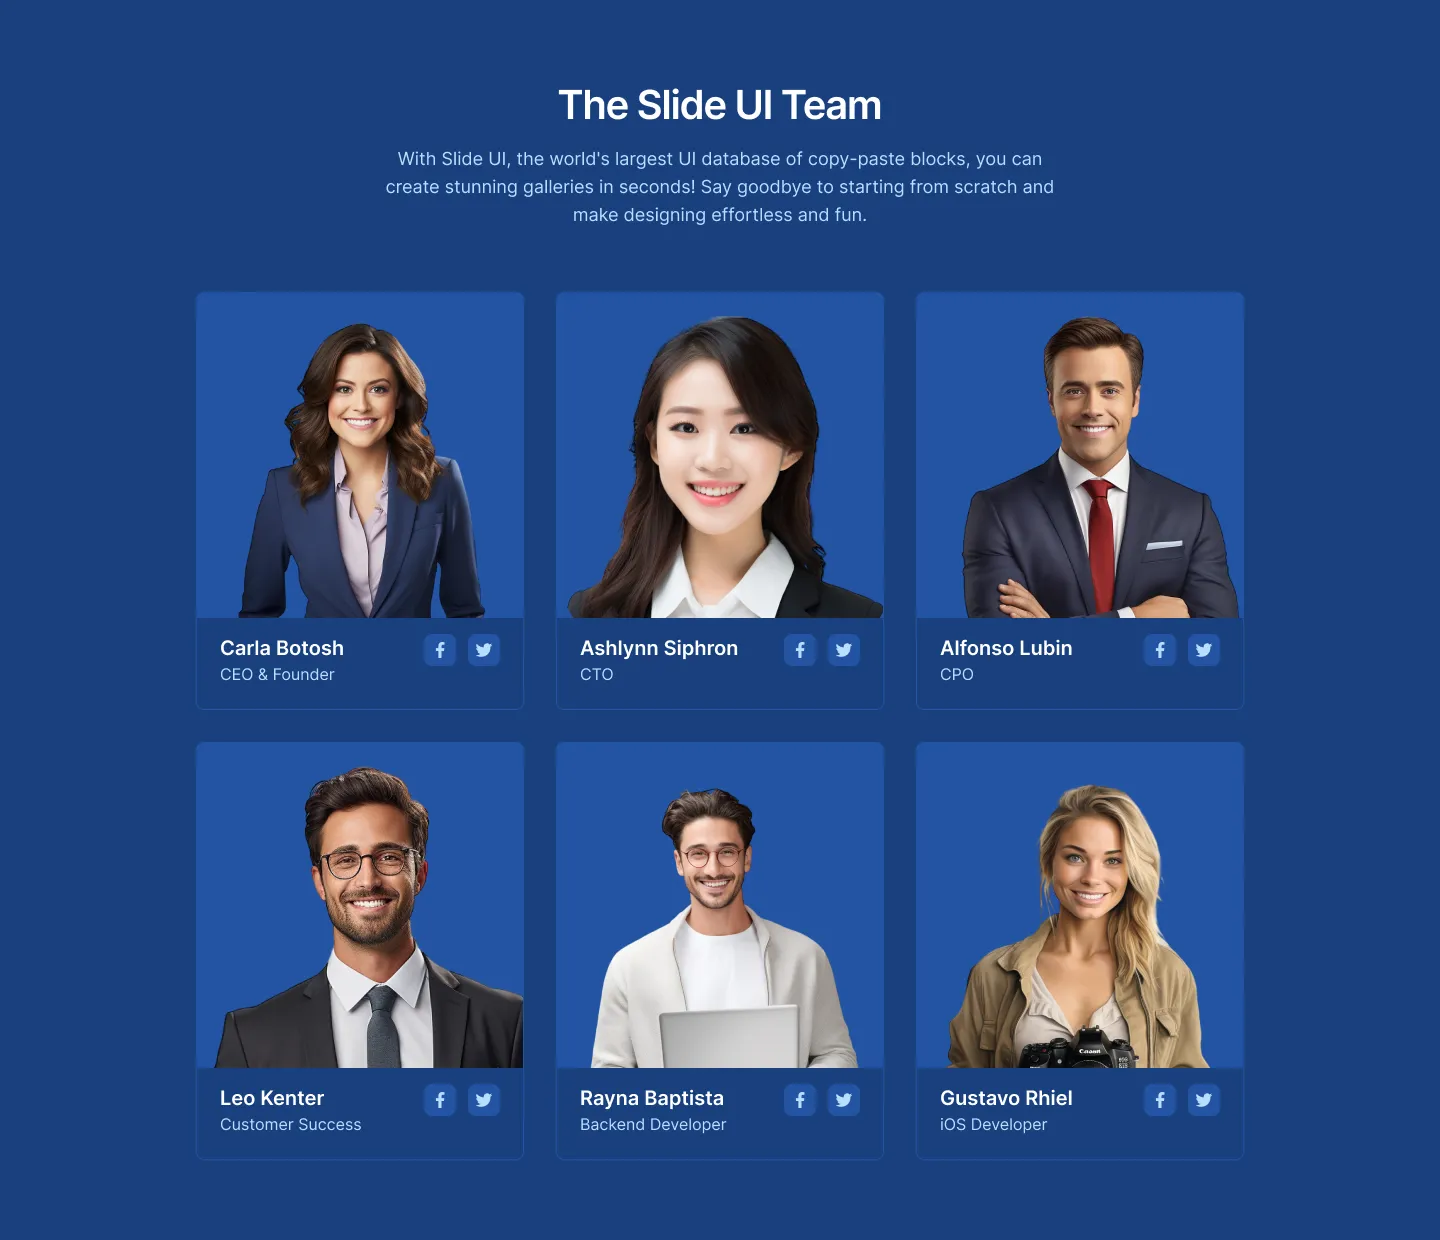 The Slide UI Team
With Slide UI, the world's largest UI database of copy-paste blocks, you can
create stunning galleries in seconds! Say goodbye to starting from scratch and
make designing effortless and fun.
Carla Botosh
CEO & Founder
Ashlynn Siphron
CTO
Alfonso Lubin
CPO
Canon
Leo Kenter
Customer Success
Rayna Baptista
Backend Developer
Gustavo Rhiel
iOS Developer